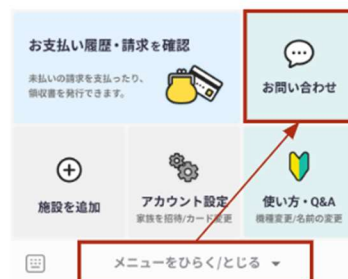 お支払い履歴・請求を確認
未払いの請求を支払ったり、
領収書を発行できます。
お問い合わせ
施設を追加
アカウント設定
家族を招待/カード変更
使い方・Q&A
機種変更/名前の変更
メニューをひらく/とじる